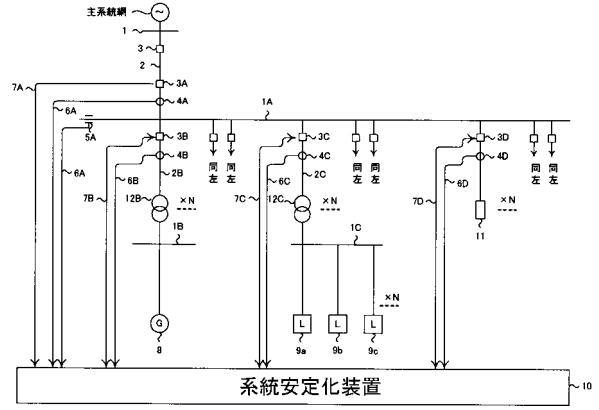 主系統網
~
1
3
2
7A
3A
6A
4A
1A
5A
3B
3C
3D
6A
7B
6B
4B
2B
同左
同左
7C
6C
4C
2C
同左
同左
7D
6D
4D
同左
同左
12B
×N
12C
×N
×N
11
1B
1C
×N
G
L
L
L
8
9a
9b
9c
系統安定化装置
10